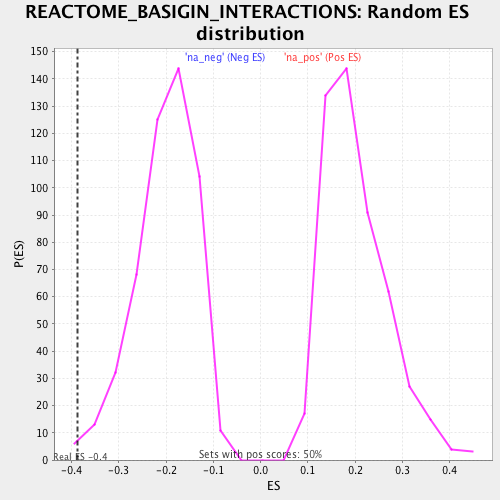 REACTOME_BASIGIN_INTERACTIONS: Random ES
distribution
'na_neg' (Neg ES) 'na_pos' (Pos ES)
150
140
130
120
110
100
90
80
70
60
50
40
30
20
10
0
P(ES)
Real ES -0.4
Sets with pos scores: 50%
-0.4 -0.3 -0.2 -0.1 0.0 0.1 0.2 0.3 0.4
ES